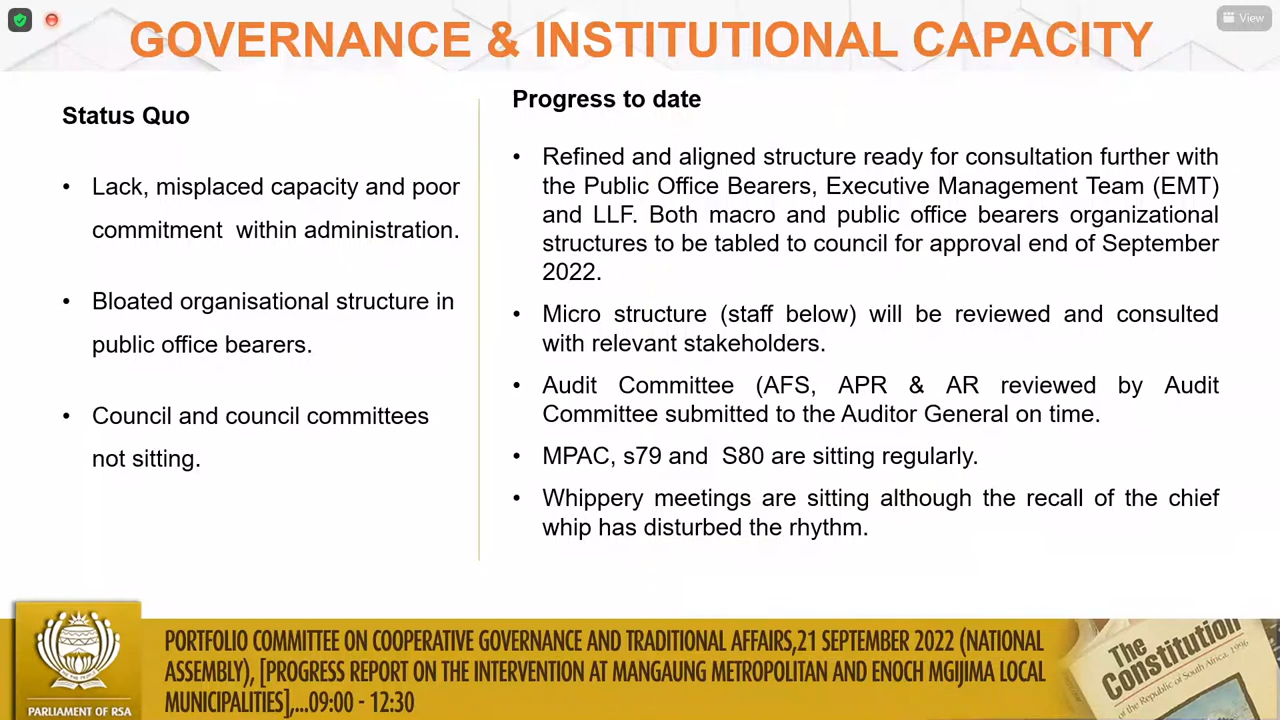 View
GOVERNANCE & INSTITUTIONAL CAPACITY
Status Quo
• Lack, misplaced capacity and poor
commitment within administration.
• Bloated organisational structure in
public office bearers.
• Council and council committees
not sitting.
Progress to date
• Refined and aligned structure ready for consultation further with
the Public Office Bearers, Executive Management Team (EMT)
and LLF. Both macro and public office bearers organizational
structures to be tabled to council for approval end of September
2022.
• Micro structure (staff below) will be reviewed and consulted
with relevant stakeholders.
• Audit Committee (AFS, APR & AR reviewed by Audit
Committee submitted to the Auditor General on time.
• MPAC, s79 and S80 are sitting regularly.
• Whippery meetings are sitting although the recall of the chief
whip has disturbed the rhythm.
PORTFOLIO COMMITTEE ON COOPERATIVE GOVERNANCE AND TRADITIONAL AFFAIRS,21 SEPTEMBER 2022 (NATIONAL
ASSEMBLY), [PROGRESS REPORT ON THE INTERVENTION AT MANGAUNG METROPOLITAN AND ENOCH MGIJIMA LOCAL
MUNICIPALITIES],...09:00 - 12:30
PARLIAMENT OF RSA
The
Constitution
of the Republic of South Africa, 1996